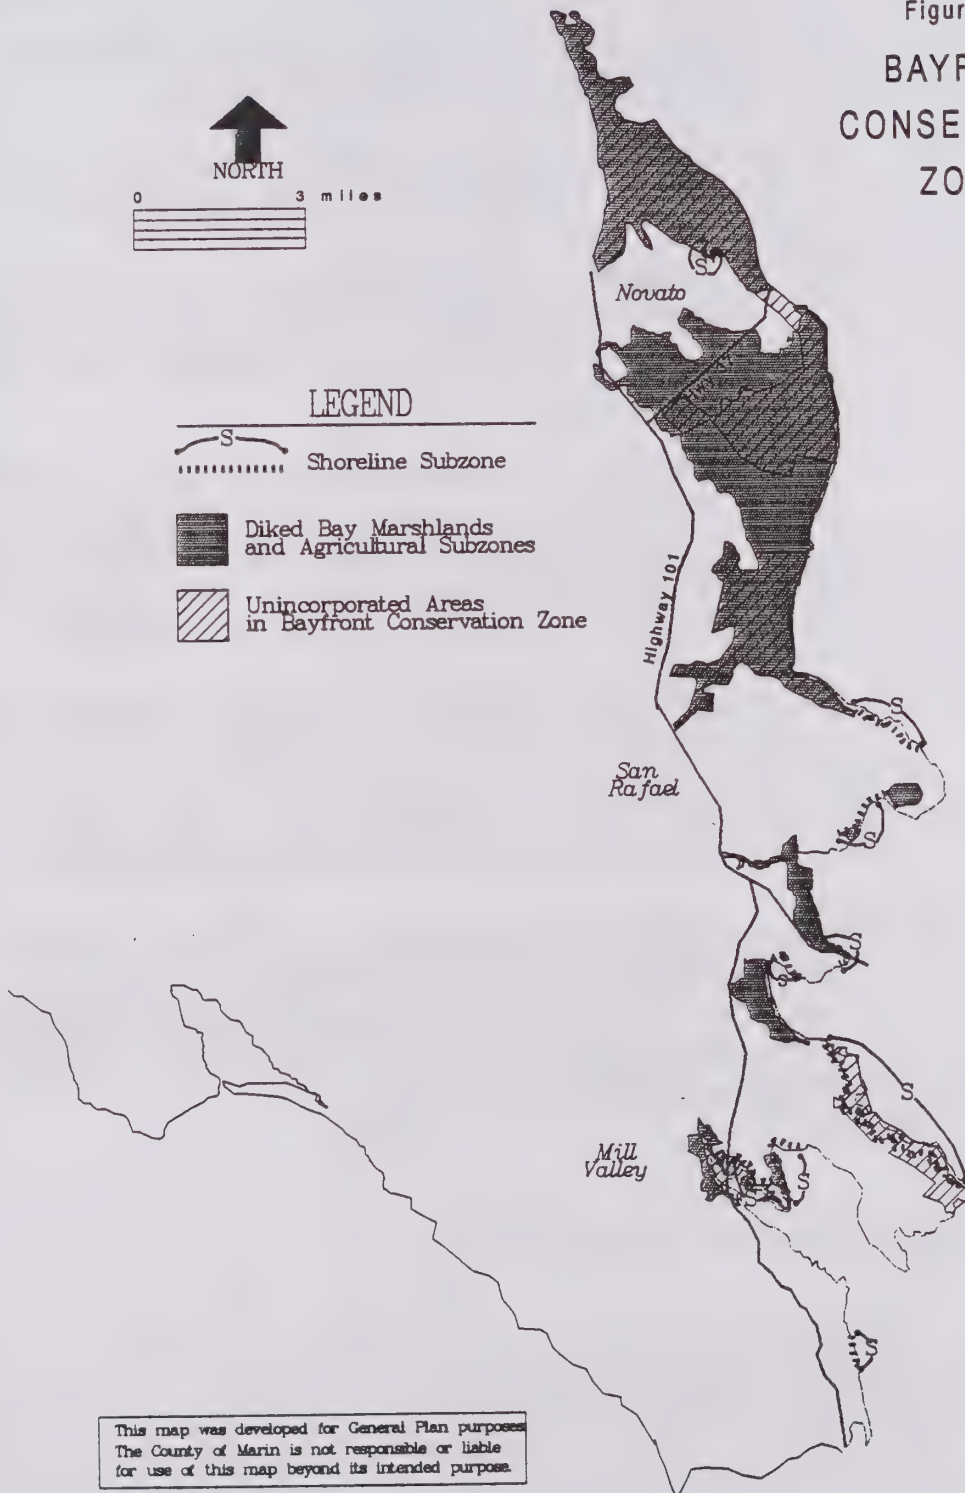 Figur
BAYF
CONSE
ZO
NORTH
0 3 miles
Novato
S
Hwy 37
LEGEND
S
Shoreline Subzone
Diked Bay Marshlands
and Agricultural Subzones
Unincorporated Areas
in Bayfront Conservation Zone
Highway 101
S
San
Rafael
S
S
S
S
Mill
Valley
S
S
S
This map was developed for General Plan purposes
The County of Marin is not responsible or liable
for use of this map beyond its intended purpose.